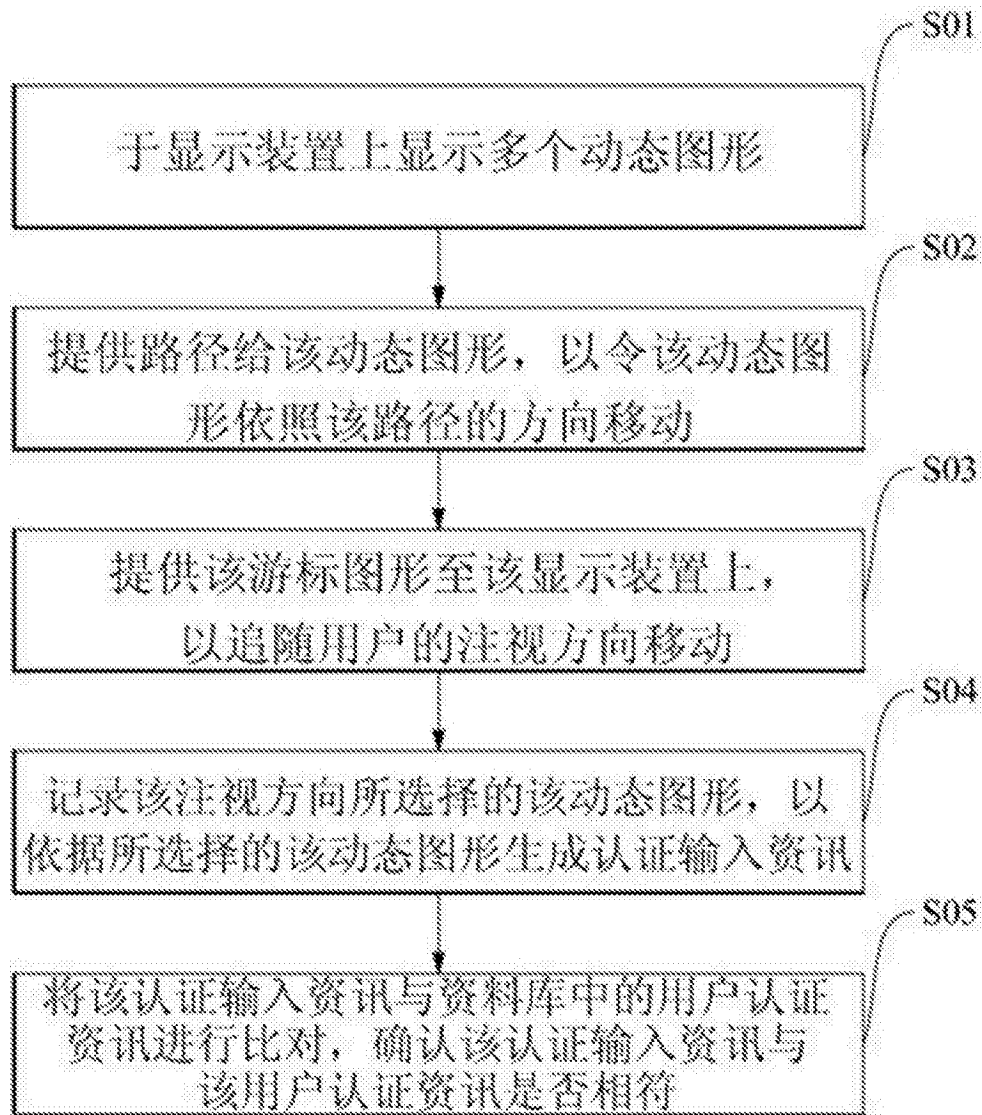 S01
于显示装置上显示多个动态图形
S02
提供路径给该动态图形，以令该动态图
形依照该路径的方向移动
S03
提供该游标图形至该显示装置上，
以追随用户的注视方向移动
S04
记录该注视方向所选择的该动态图形，以
依据所选择的该动态图形生成认证输入资讯
S05
将该认证输入资讯与资料库中的用户认证
资讯进行比对，确认该认证输入资讯与
该用户认证资讯是否相符